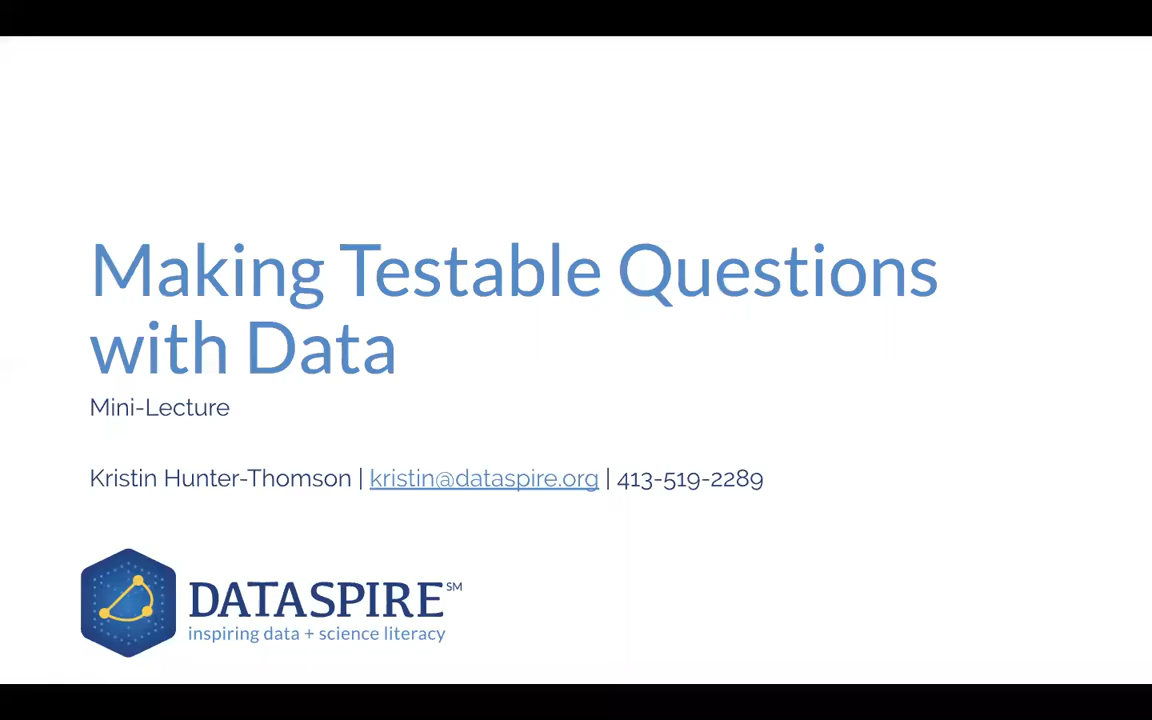 Making Testable Questions
with Data
Mini-Lecture
Kristin Hunter-Thomson | kristin@dataspire.org | 413-519-2289
DATASPIRE℠
inspiring data + science literacy